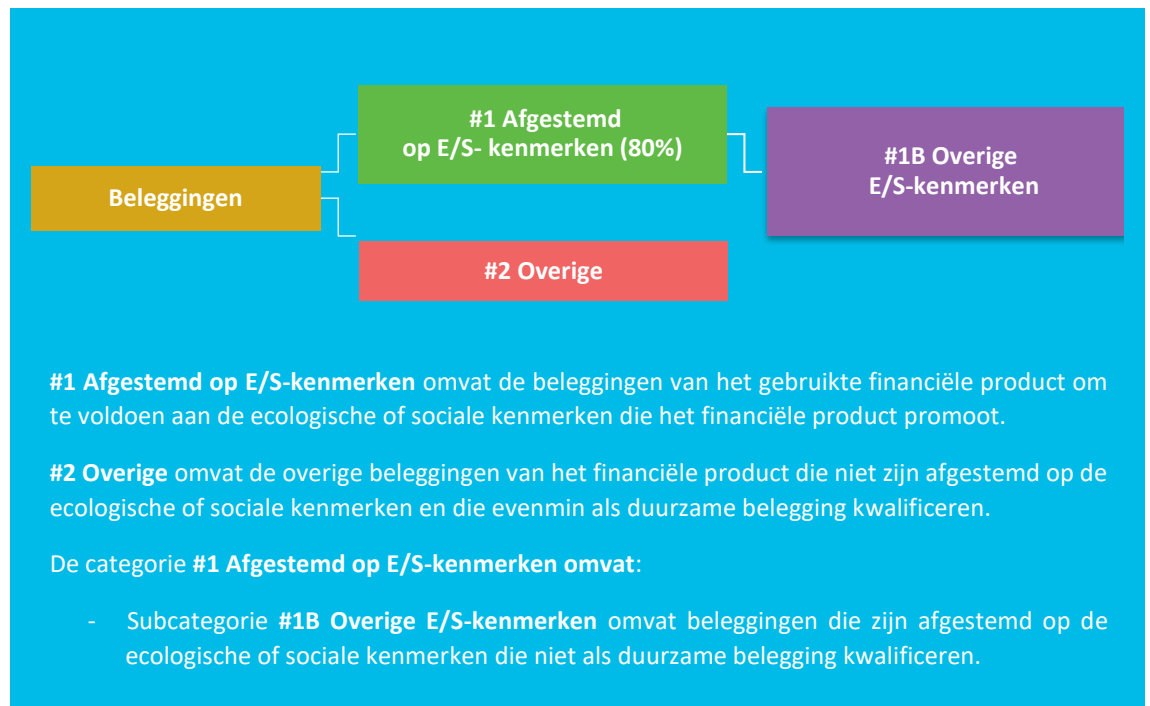 #1 Afgestemd
op E/S- kenmerken (80%)
#1B Overige
E/S-kenmerken
Beleggingen
#2 Overige
#1 Afgestemd op E/S-kenmerken omvat de beleggingen van het gebruikte financiële product om
te voldoen aan de ecologische of sociale kenmerken die het financiële product promoot.
#2 Overige omvat de overige beleggingen van het financiële product die niet zijn afgestemd op de
ecologische of sociale kenmerken en die evenmin als duurzame belegging kwalificeren.
De categorie #1 Afgestemd op E/S-kenmerken omvat:
- Subcategorie #1B Overige E/S-kenmerken omvat beleggingen die zijn afgestemd op de
ecologische of sociale kenmerken die niet als duurzame belegging kwalificeren.